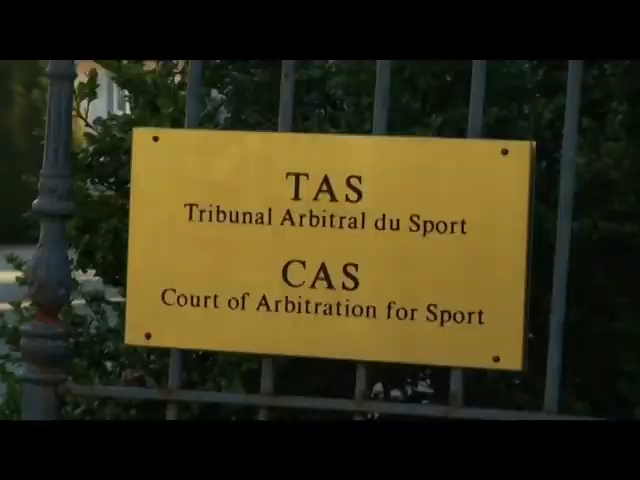 TAS
Tribunal Arbitral du Sport
CAS
Court of Arbitration for Sport